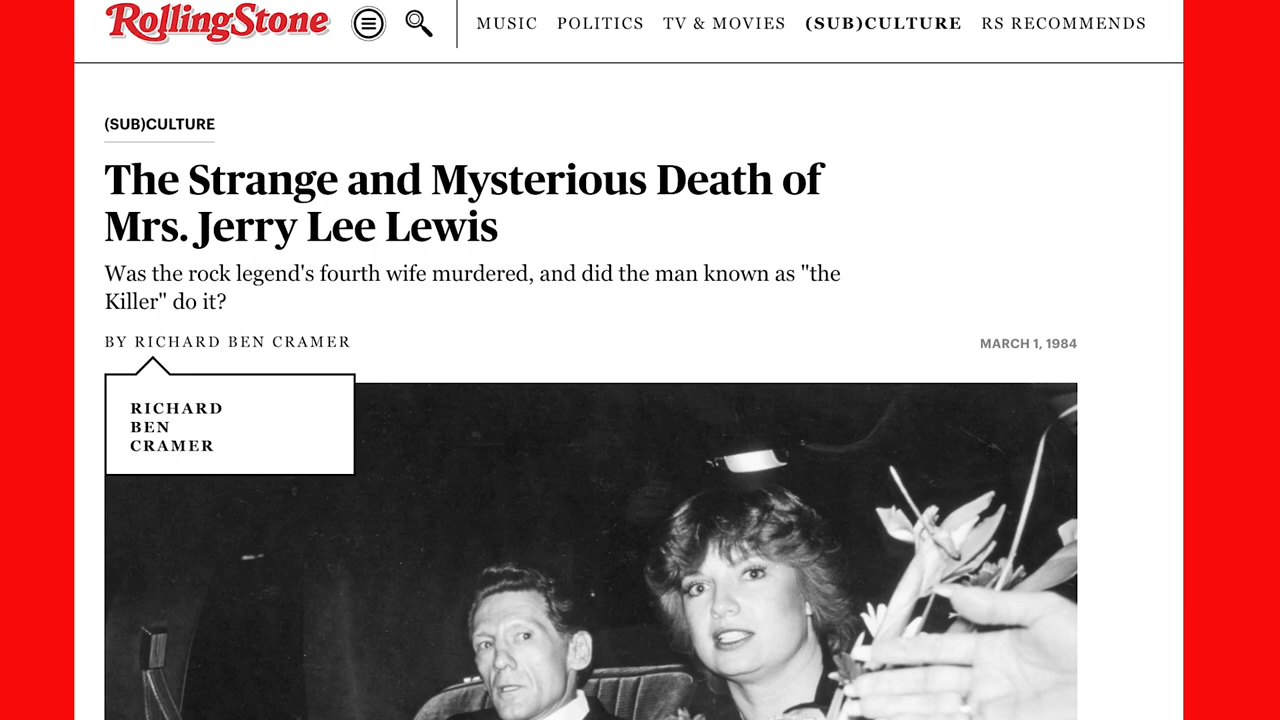 RollingStone
MUSIC POLITICS TV & MOVIES (SUB)CULTURE RS RECOMMENDS
(SUB)CULTURE
The Strange and Mysterious Death of
Mrs. Jerry Lee Lewis
Was the rock legend's fourth wife murdered, and did the man known as "the
Killer" do it?
BY RICHARD BEN CRAMER
MARCH 1, 1984
RICHARD
BEN
CRAMER